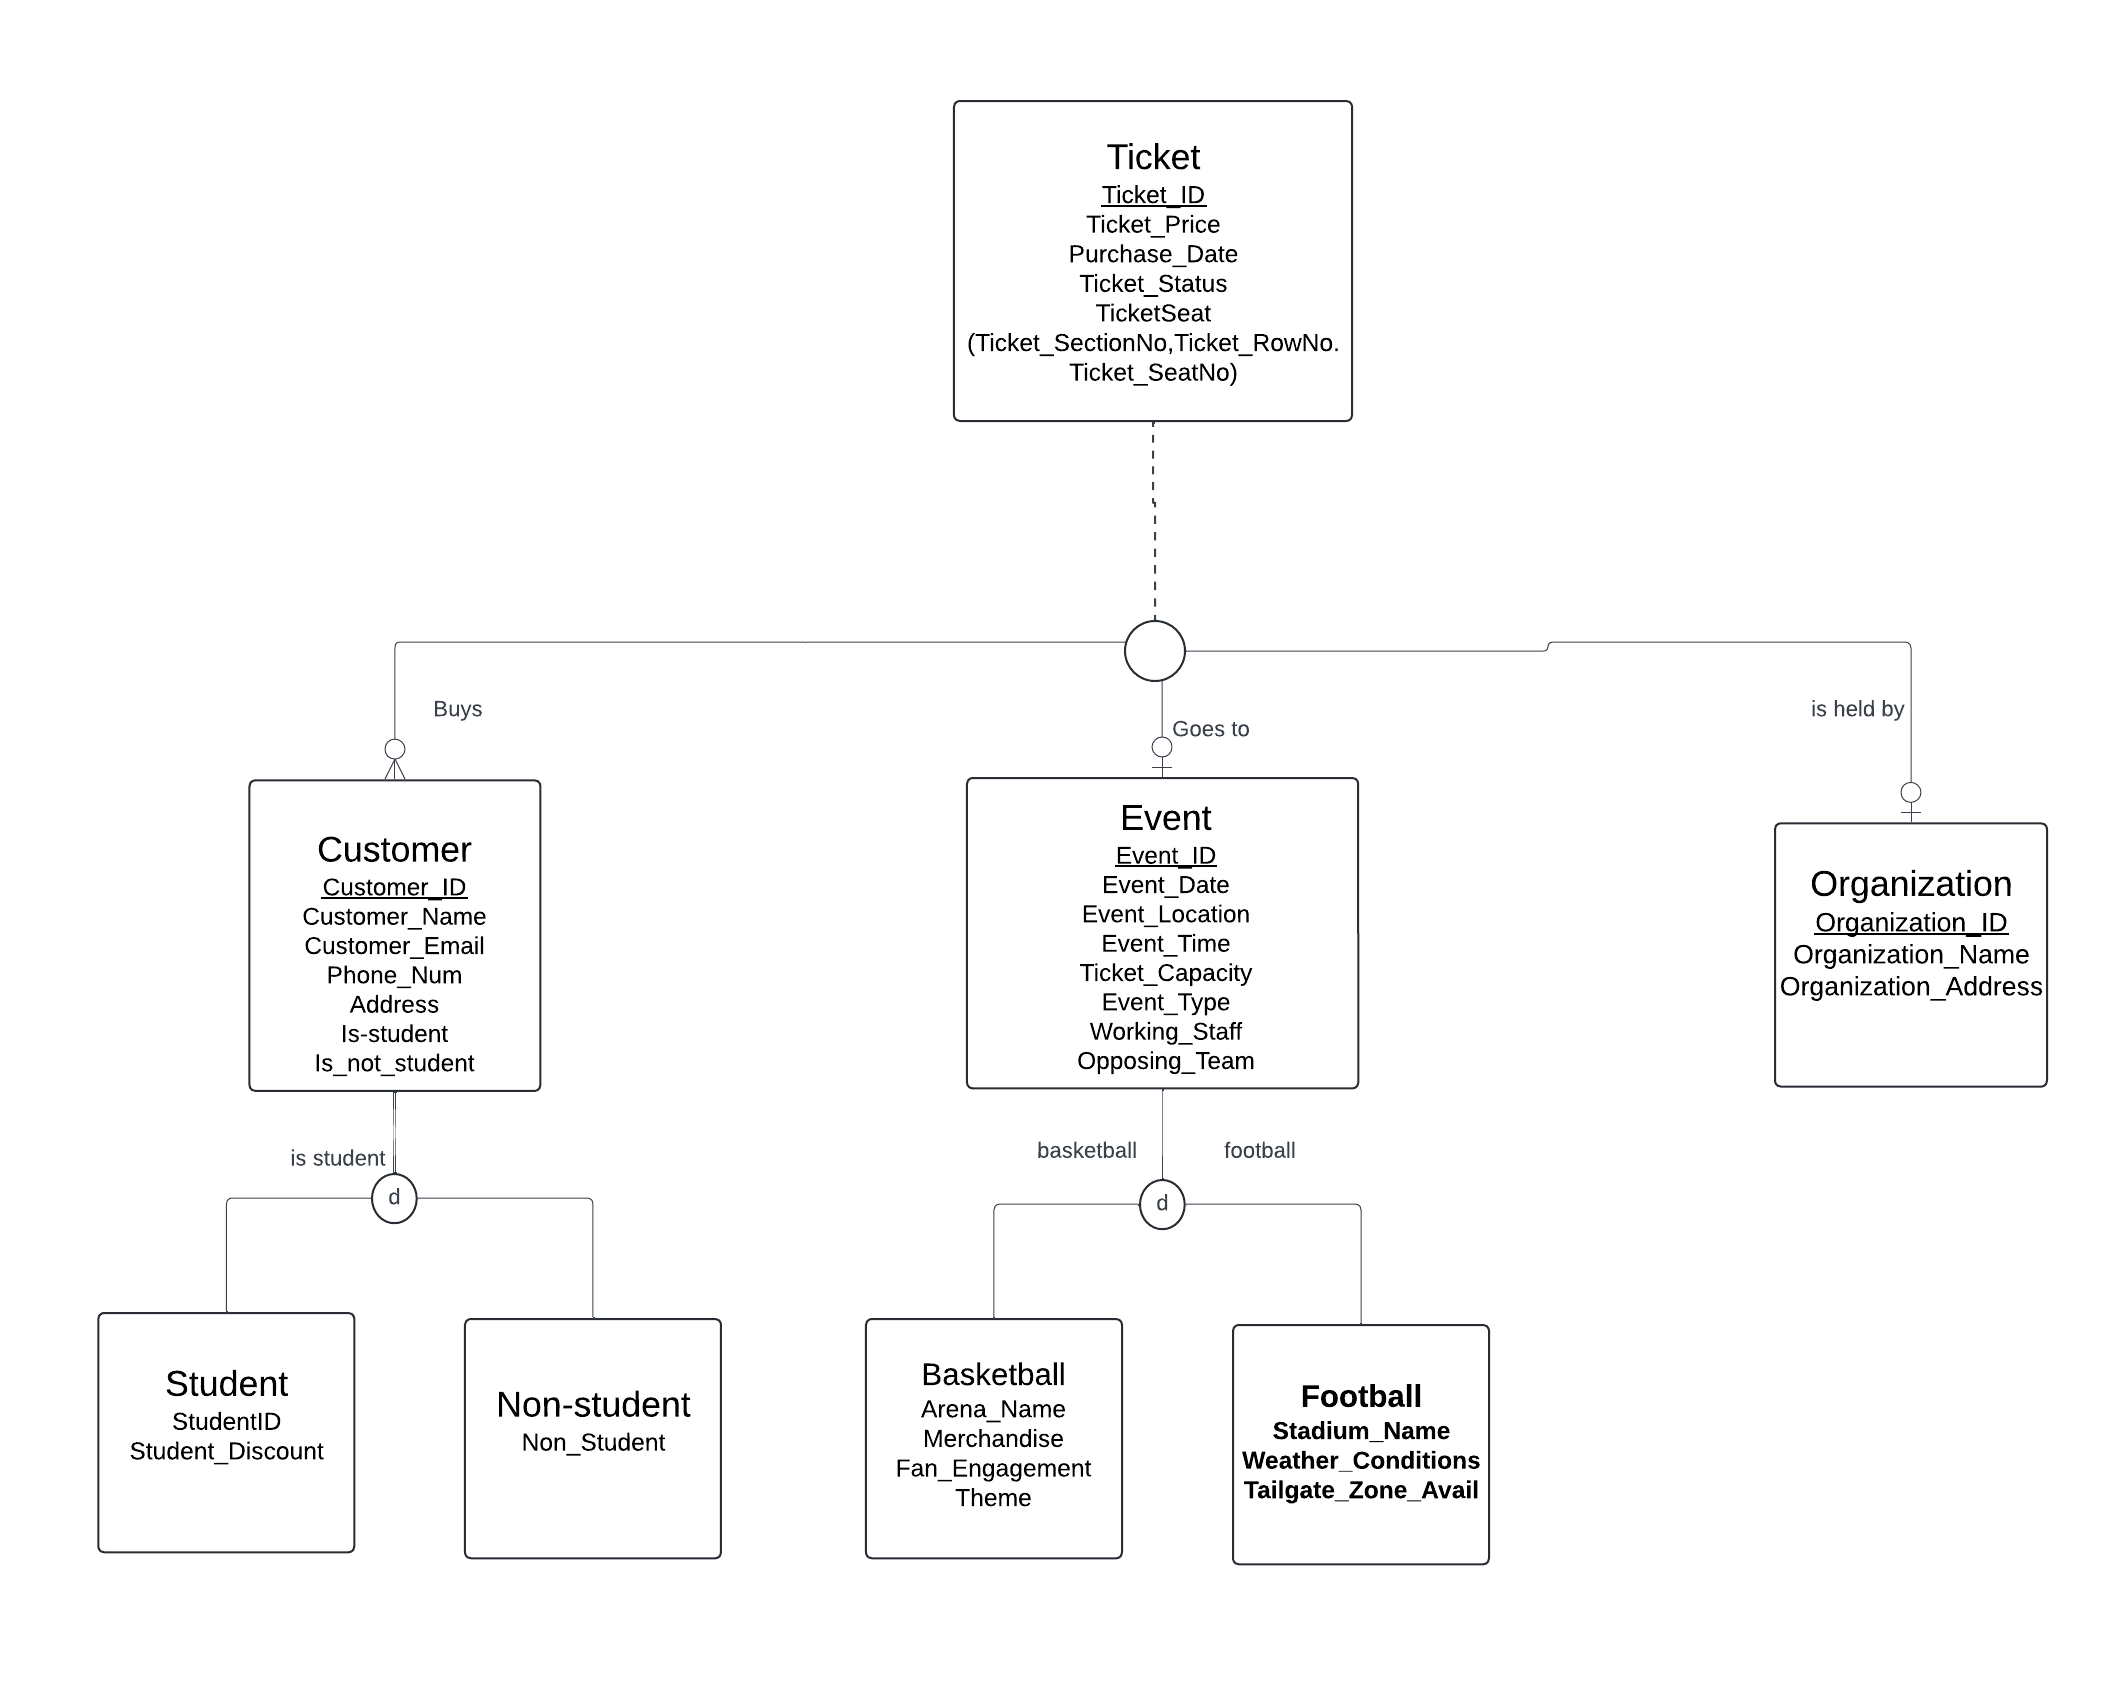 Ticket
Ticket_ID
Ticket_Price
Purchase_Date
Ticket_Status
TicketSeat
(Ticket_SectionNo,Ticket_RowNo.
Ticket_SeatNo)
Buys
Goes to
is held by
Customer
Customer_ID
Customer_Name
Customer_Email
Phone_Num
Address
Is-student
Is_not_student
Event
Event_ID
Event_Date
Event_Location
Event_Time
Ticket_Capacity
Event_Type
Working_Staff
Opposing_Team
Organization
Organization_ID
Organization_Name
Organization_Address
is student
d
basketball
football
d
Student
StudentID
Student_Discount
Non-student
Non_Student
Basketball
Arena_Name
Merchandise
Fan_Engagement
Theme
Football
Stadium_Name
Weather_Conditions
Tailgate_Zone_Avail